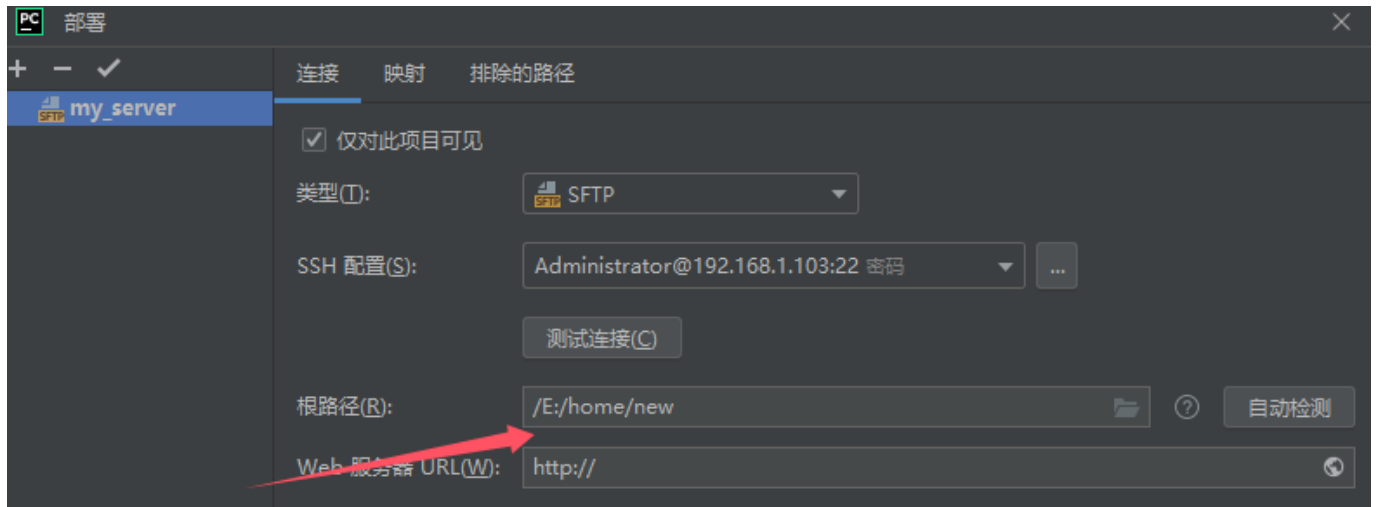 PC 部署
连接 映射 排除的路径
SFTP my_server
仅对此项目可见
类型(T): SFTP SFTP
SSH 配置(S): Administrator@192.168.1.103:22 密码 ...
测试连接(C)
根路径(R): /E:/home/new ? 自动检测
Web 服务器 URL(W): http://